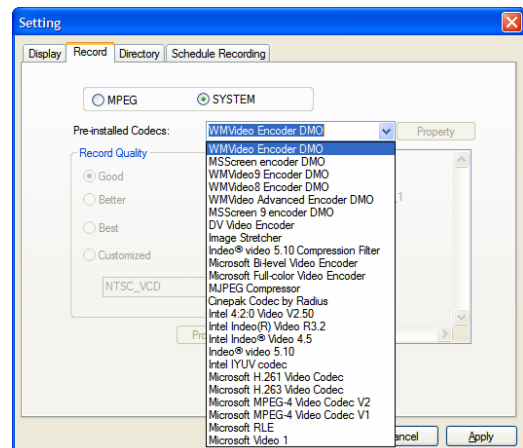 Setting
Display Record Directory Schedule Recording
MPEG SYSTEM
Pre-installed Codecs: WMVideo Encoder DMO Property
Record Quality
Good
Better
Best
Customized
NTSC_VCD
WMVideo Encoder DMO
MSScreen encoder DMO
WMVideo9 Encoder DMO
WMVideo8 Encoder DMO
WMVideo Advanced Encoder DMO
MSScreen 9 encoder DMO
DV Video Encoder
Image Stretcher
Indeo® video 5.10 Compression Filter
Microsoft Bi-level Video Encoder
Microsoft Full-color Video Encoder
MJPEG Compressor
Cinepak Codec by Radius
Intel 4:2:0 Video V2.50
Intel Indeo(R) Video R3.2
Intel Indeo® Video 4.5
Indeo® video 5.10
Intel IYUV codec
Microsoft H.261 Video Codec
Microsoft H.263 Video Codec
Microsoft MPEG-4 Video Codec V2
Microsoft MPEG-4 Video Codec V1
Microsoft RLE
Microsoft Video 1
Apply